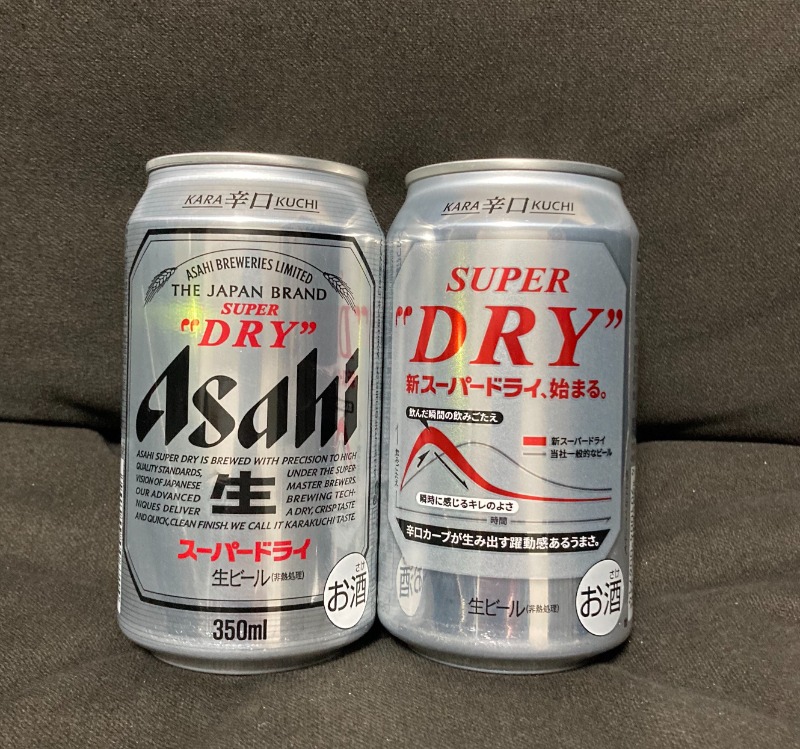 KARA 辛口 KUCHI
ASAHI BREWERIES LIMITED
THE JAPAN BRAND
SUPER
"DRY"
Asahi
ASAHI SUPER DRY IS BREWED WITH PRECISION TO HIGH
QUALITY STANDARDS, UNDER THE SUPER-
VISION OF JAPANESE MASTER BREWERS.
OUR ADVANCED BREWING TECH-
NIQUES DELIVER A DRY, CRISP TASTE
AND QUICK, CLEAN FINISH. WE CALL IT KARAKUCHI TASTE.
生
スーパードライ
生ビール(非熱処理)
さけ
お酒
350ml
KARA 辛口 KUCHI
SUPER
"DRY"
新スーパードライ、始まる。
飲んだ瞬間の飲みごたえ
新スーパードライ
当社一般的なビール
瞬時に感じるキレのよさ
時間
辛口カーブが生み出す躍動感あるうまさ。
生ビール(非熱処理)
さけ
お酒